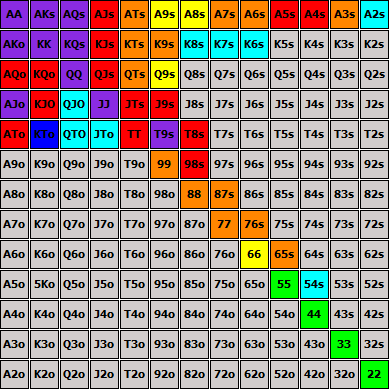 AA AKs AQs AJs ATs A9s A8s A7s A6s A5s A4s A3s A2s
AKo KK KQs KJs KTs K9s K8s K7s K6s K5s K4s K3s K2s
AQo KQo QQ QJs QTs Q9s Q8s Q7s Q6s Q5s Q4s Q3s Q2s
AJo KJO QJO JJ JTs J9s J8s J7s J6s J5s J4s J3s J2s
ATo KTo QTO JTo TT T9s T8s T7s T6s T5s T4s T3s T2s
A9o K9o Q9o J9o T9o 99 98s 97s 96s 95s 94s 93s 92s
A8o K8o Q8o J8o T8o 98o 88 87s 86s 85s 84s 83s 82s
A7o K7o Q7o J7o T7o 97o 87o 77 76s 75s 74s 73s 72s
A6o K6o Q6o J6o T6o 96o 86o 76o 66 65s 64s 63s 62s
A5o 5Ko Q5o J5o T5o 95o 85o 75o 65o 55 54s 53s 52s
A4o K4o Q4o J4o T4o 94o 84o 74o 64o 54o 44 43s 42s
A3o K3o Q3o J3o T3o 93o 83o 73o 63o 53o 43o 33 32s
A2o K2o Q2o J2o T2o 92o 82o 72o 62o 52o 42o 32o 22